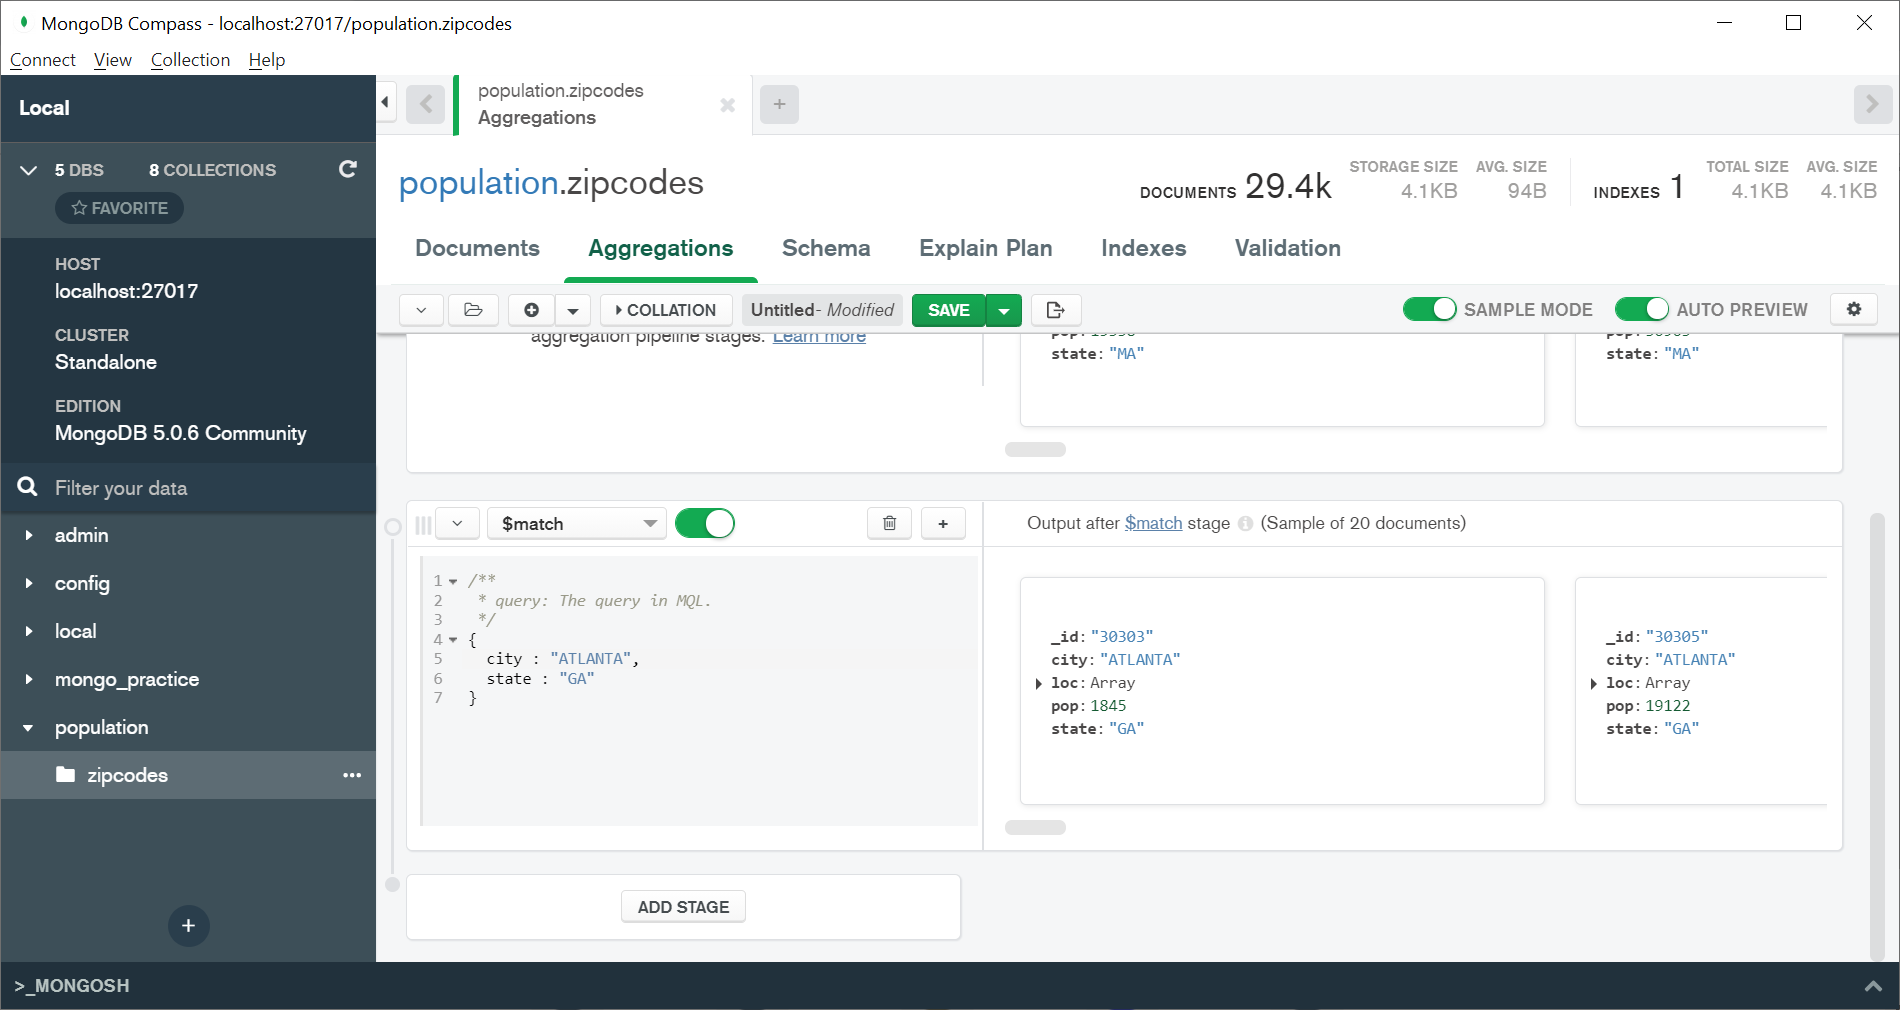 MongoDB Compass - localhost:27017/population.zipcodes
Connect View Collection Help
Local
5 DBS 8 COLLECTIONS
FAVORITE
HOST
localhost:27017
CLUSTER
Standalone
EDITION
MongoDB 5.0.6 Community
Filter your data
admin
config
local
mongo_practice
population
zipcodes
+
population.zipcodes
Aggregations
+
population.zipcodes
DOCUMENTS 29.4k
STORAGE SIZE
4.1KB
AVG. SIZE
94B
INDEXES 1
TOTAL SIZE
4.1KB
AVG. SIZE
4.1KB
Documents Aggregations Schema Explain Plan Indexes Validation
COLLATION Untitled- Modified SAVE SAMPLE MODE AUTO PREVIEW
aggregation pipeline stages. Learn more
state: "MA"
state: "MA"
$match
+
1 /**
2 * query: The query in MQL.
3 */
4 {
5 city : "ATLANTA",
6 state : "GA"
7 }
Output after $match stage (Sample of 20 documents)
_id: "30303"
city: "ATLANTA"
loc: Array
pop: 1845
state: "GA"
_id: "30305"
city: "ATLANTA"
loc: Array
pop: 19122
state: "GA"
ADD STAGE
>_MONGOSH